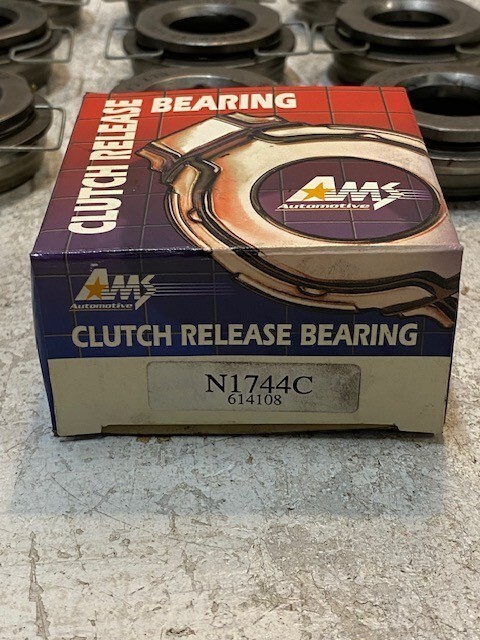 CLUTCH RELEASE BEARING
AMS
Automotive
AMS
Automotive
CLUTCH RELEASE BEARING
N1744C
614108